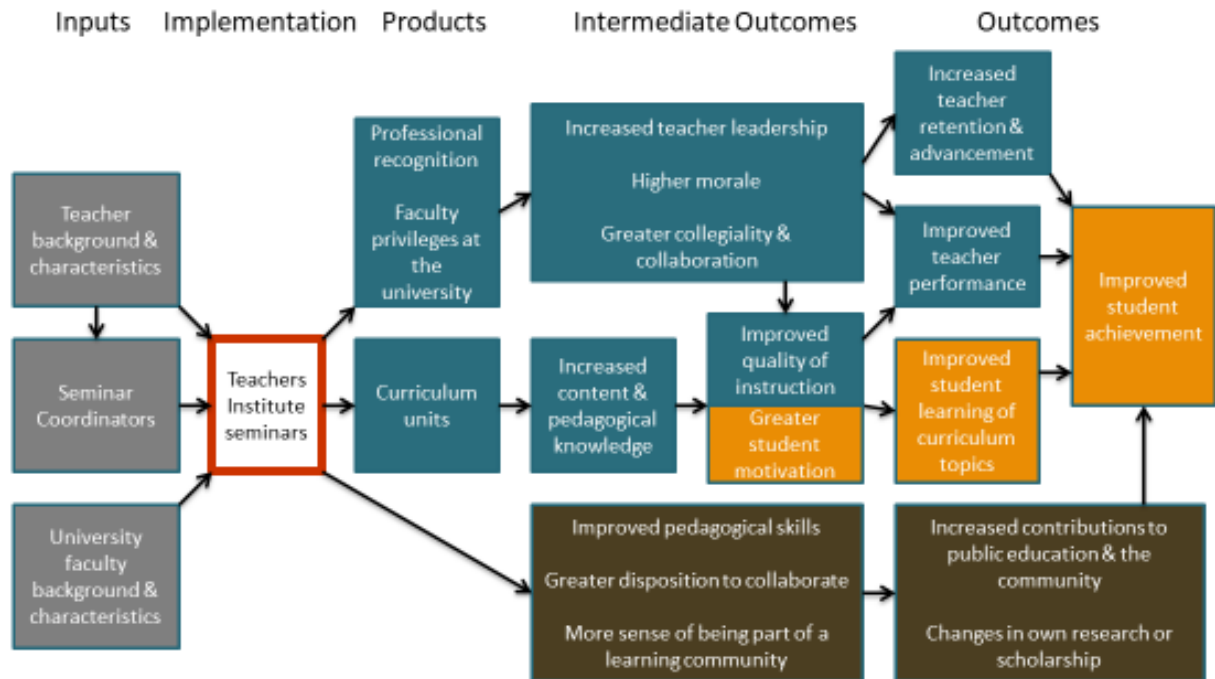 Inputs
Implementation
Products
Intermediate Outcomes
Outcomes
Teacher
background &
characteristics
Seminar
Coordinators
University
faculty
background &
characteristics
Teachers
Institute
seminars
Professional
recognition
Faculty
privileges at
the
university
Curriculum
units
Increased teacher leadership
Higher morale
Greater collegiality &
collaboration
Increased
content &
pedagogical
knowledge
Improved
quality of
instruction
Greater
student
motivation
Improved pedagogical skills
Greater disposition to collaborate
More sense of being part of a
learning community
Increased
teacher
retention &
advancement
Improved
teacher
performance
Improved
student
learning of
curriculum
topics
Increased contributions to
public education & the
community
Changes in own research or
scholarship
Improved
student
achievement